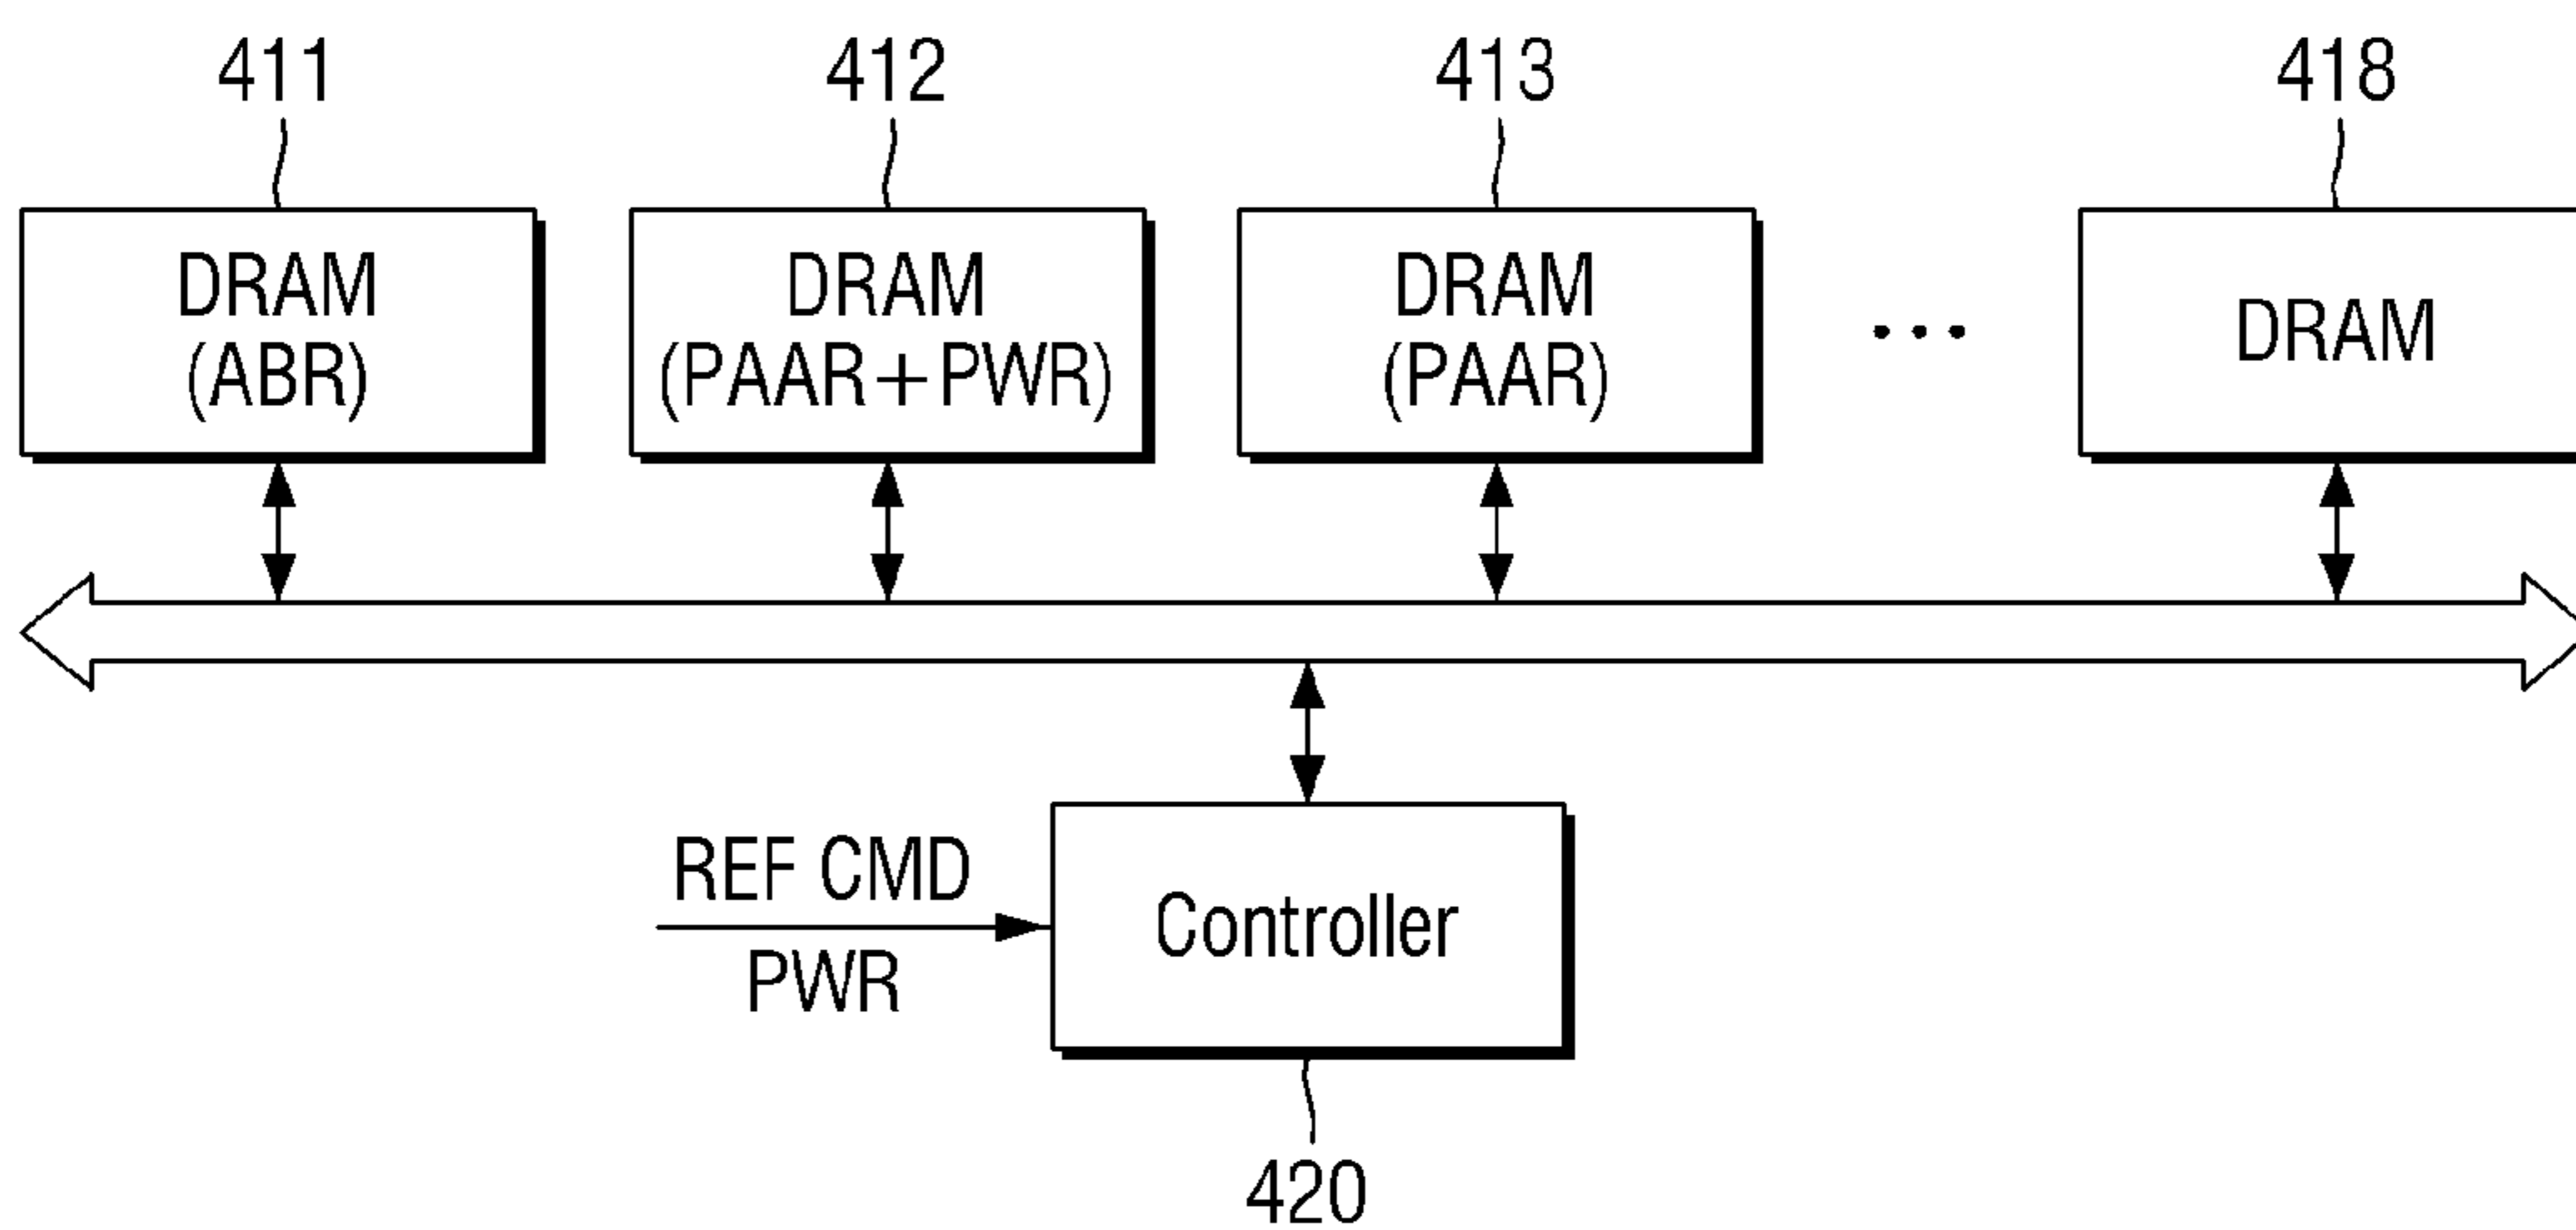 411
412
413
418
DRAM
(ABR)
DRAM
(PAAR+PWR)
DRAM
(PAAR)
...
DRAM
REF CMD
PWR
Controller
420